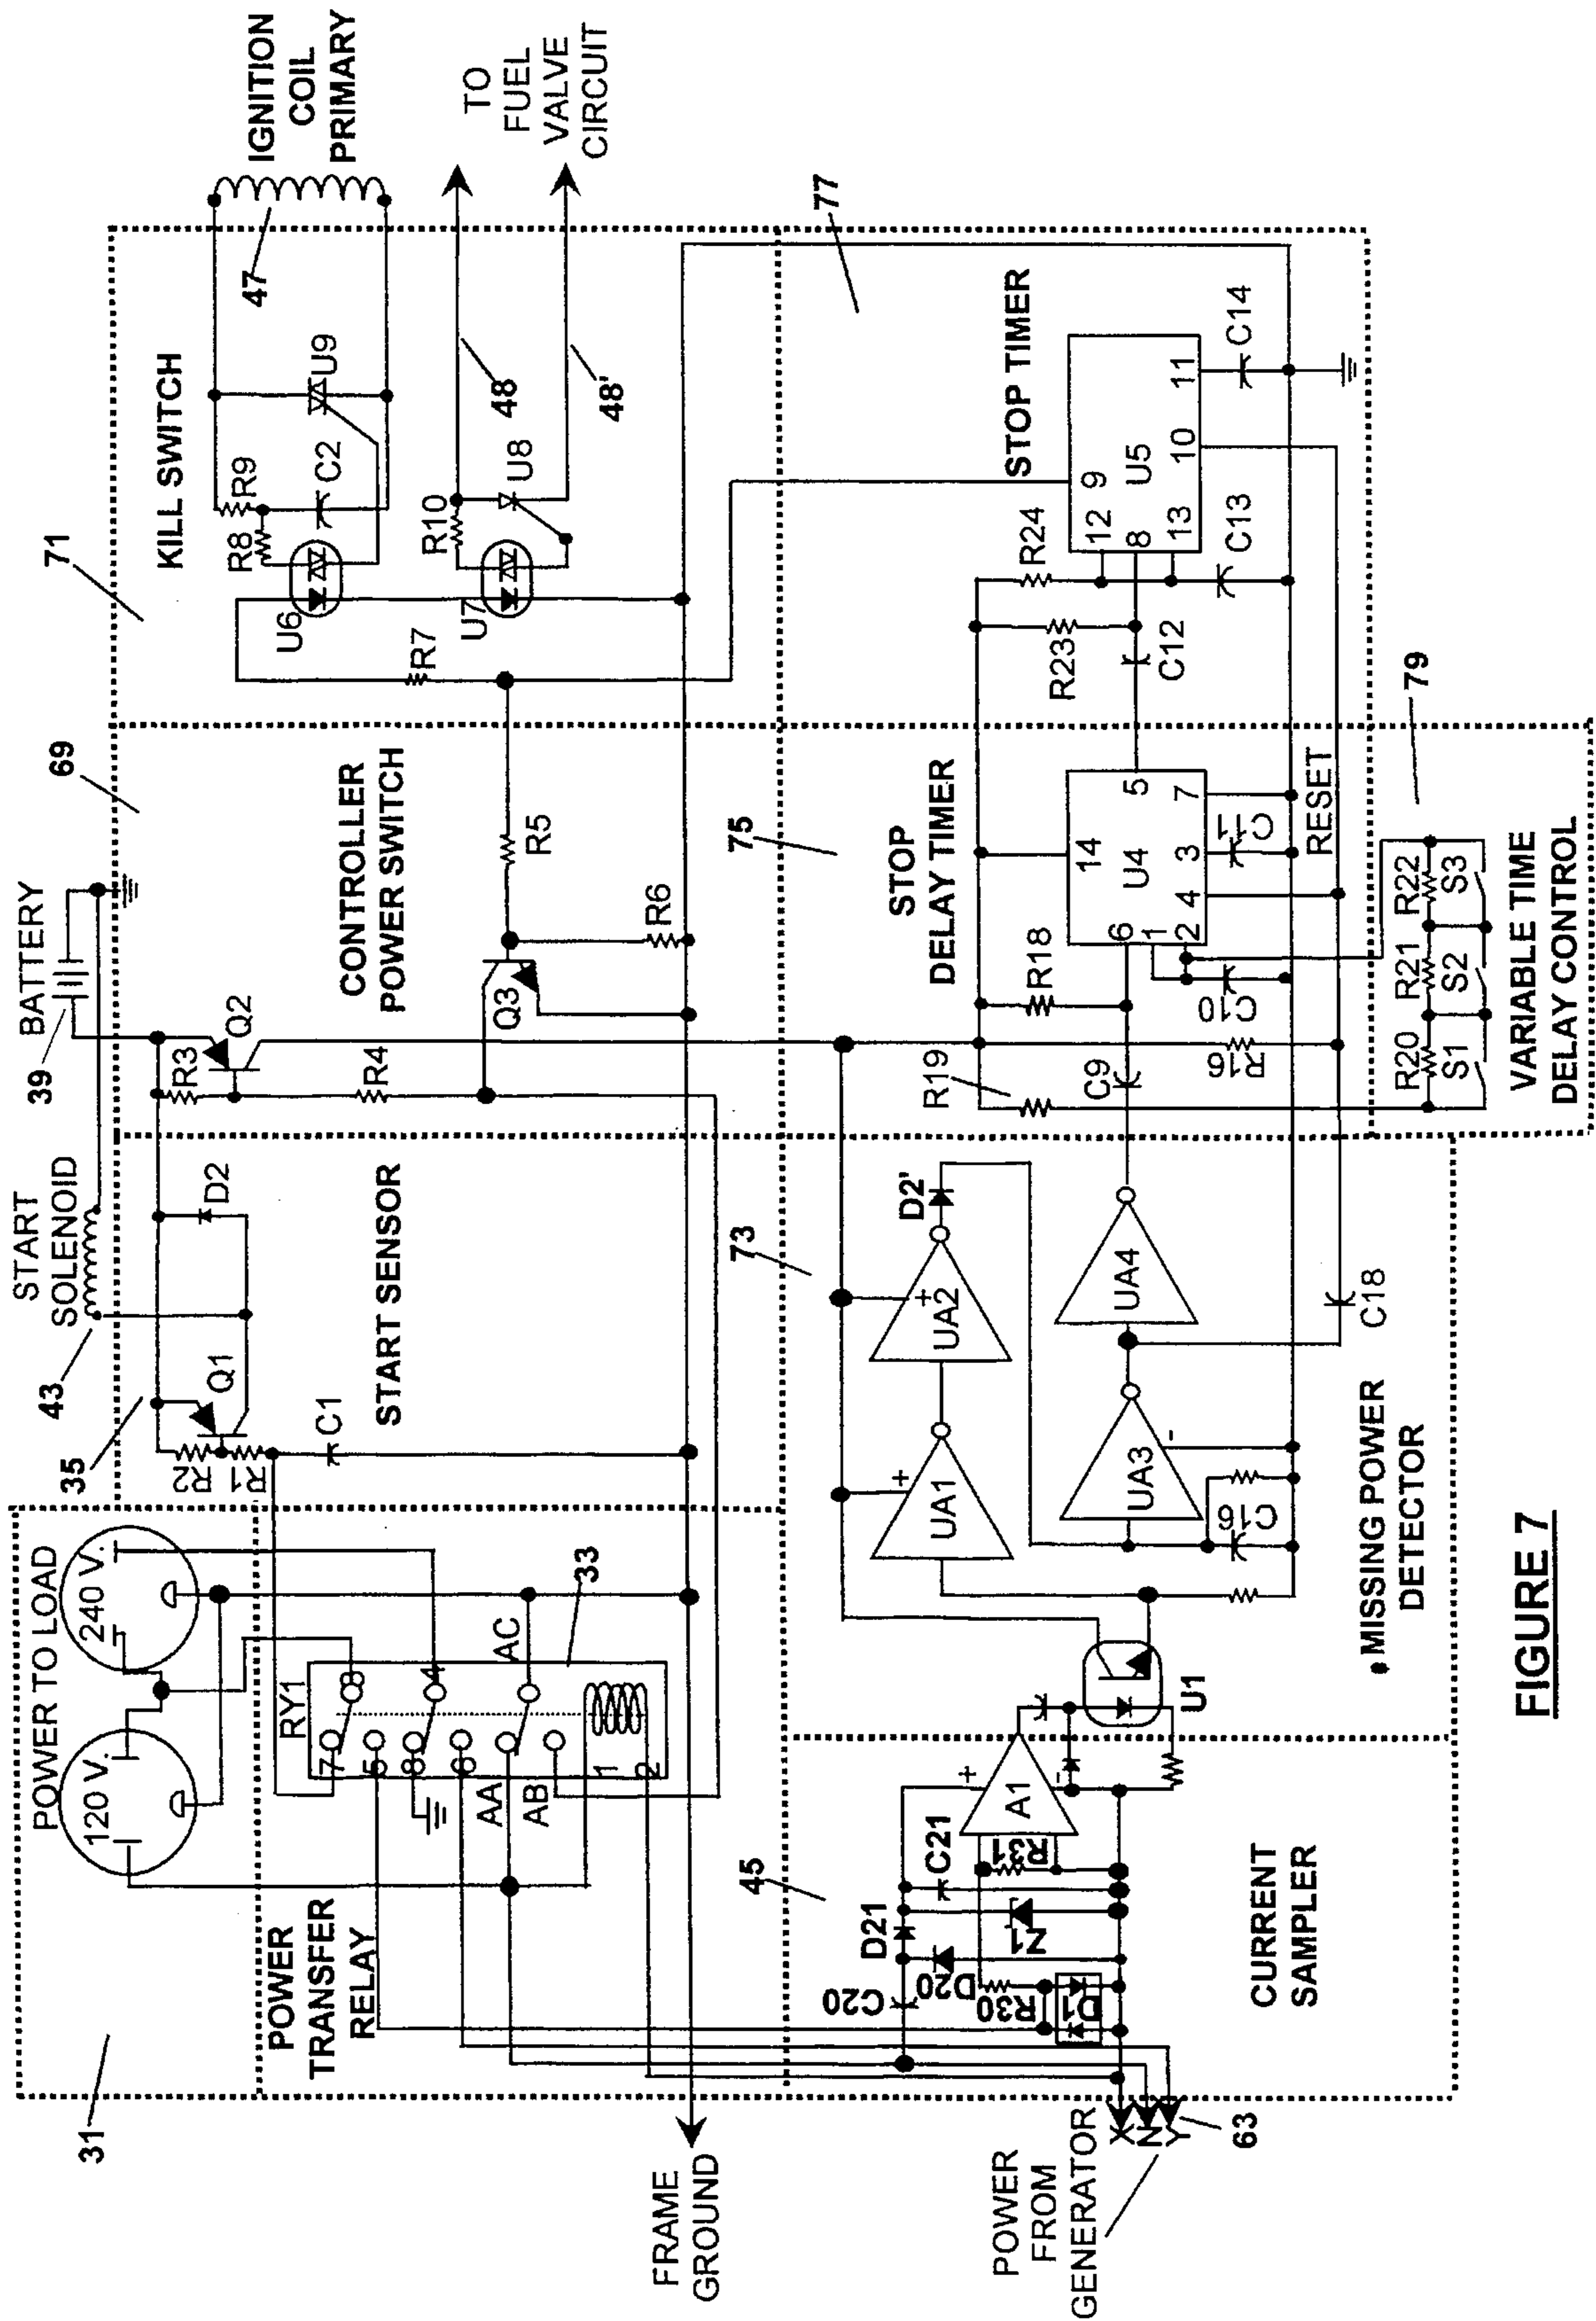 31
POWER TO LOAD
120 V.
240 V.
POWER
TRANSFER
RELAY
RY1
7
8
5
8
4
6
AA
AC
AB
1
2
33
35
43
START
SOLENOID
R2
R1
Q1
D2
C1
START SENSOR
39
BATTERY
69
R3
Q2
R4
Q3
R5
R6
CONTROLLER
POWER SWITCH
71
KILL SWITCH
R9
R8
C2
U9
U6
R7
R10
U7
U8
47
IGNITION
COIL
PRIMARY
48
48'
TO
FUEL
VALVE
CIRCUIT
FRAME
GROUND
POWER
FROM
GENERATOR
X
N
Y
63
45
C20
D20
D21
R30
D1
Z1
C21
R31
A1
+
-
CURRENT
SAMPLER
73
U1
UA1
+
UA2
+
D2'
UA3
-
UA4
C16
C18
MISSING POWER
DETECTOR
75
STOP
DELAY TIMER
R19
R18
C9
R16
C10
6
1
2
14
U4
5
4
3
7
C11
RESET
79
R20
R21
R22
S1
S2
S3
VARIABLE TIME
DELAY CONTROL
77
STOP TIMER
R23
R24
C12
C13
9
12
8
13
U5
10
11
C14
FIGURE 7